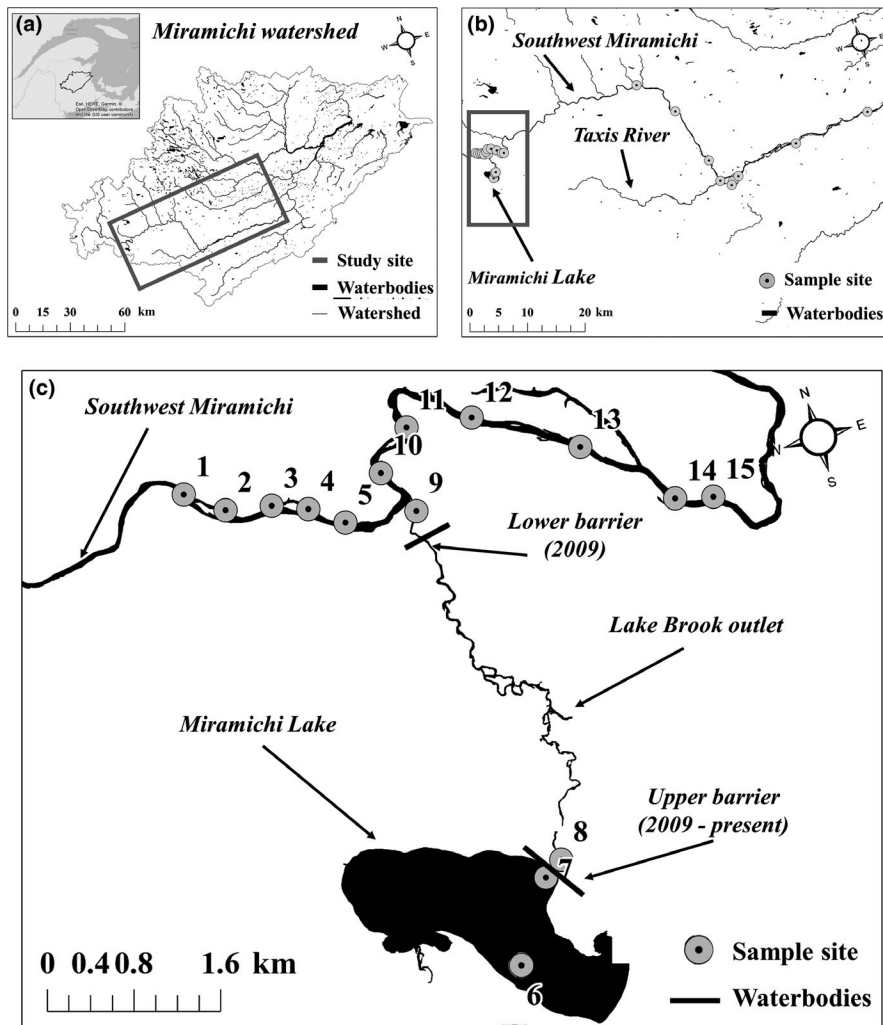 (a)
Miramichi watershed
N
E
S
W
Esri, HERE, Garmin, ©
OpenStreetMap contributors
and the GIS user community
Study site
Waterbodies
Watershed
0 15 30 60 km
(b)
Southwest Miramichi
N
E
S
W
Taxis River
Miramichi Lake
Sample site
Waterbodies
0 5 10 20 km
(c)
Southwest Miramichi
11 12
13
10
1 2 3 4 5 9
14 15
N
E
S
N
Lower barrier
(2009)
Lake Brook outlet
Miramichi Lake
Upper barrier
(2009 - present)
8
7
6
0 0.4 0.8 1.6 km
Sample site
Waterbodies